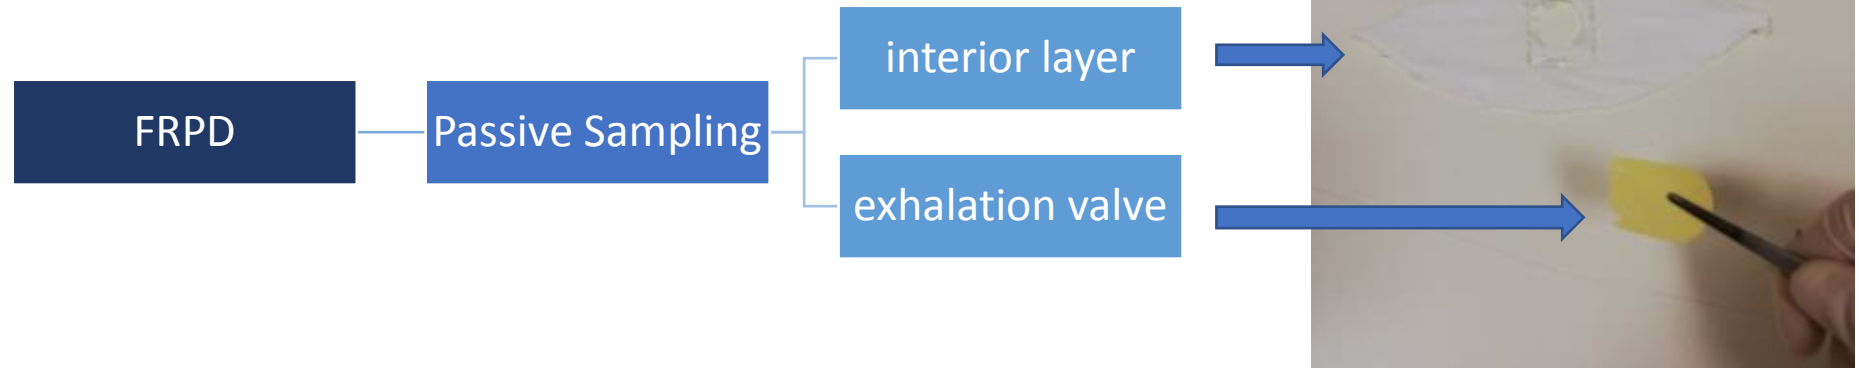 FRPD
Passive Sampling
interior layer
exhalation valve